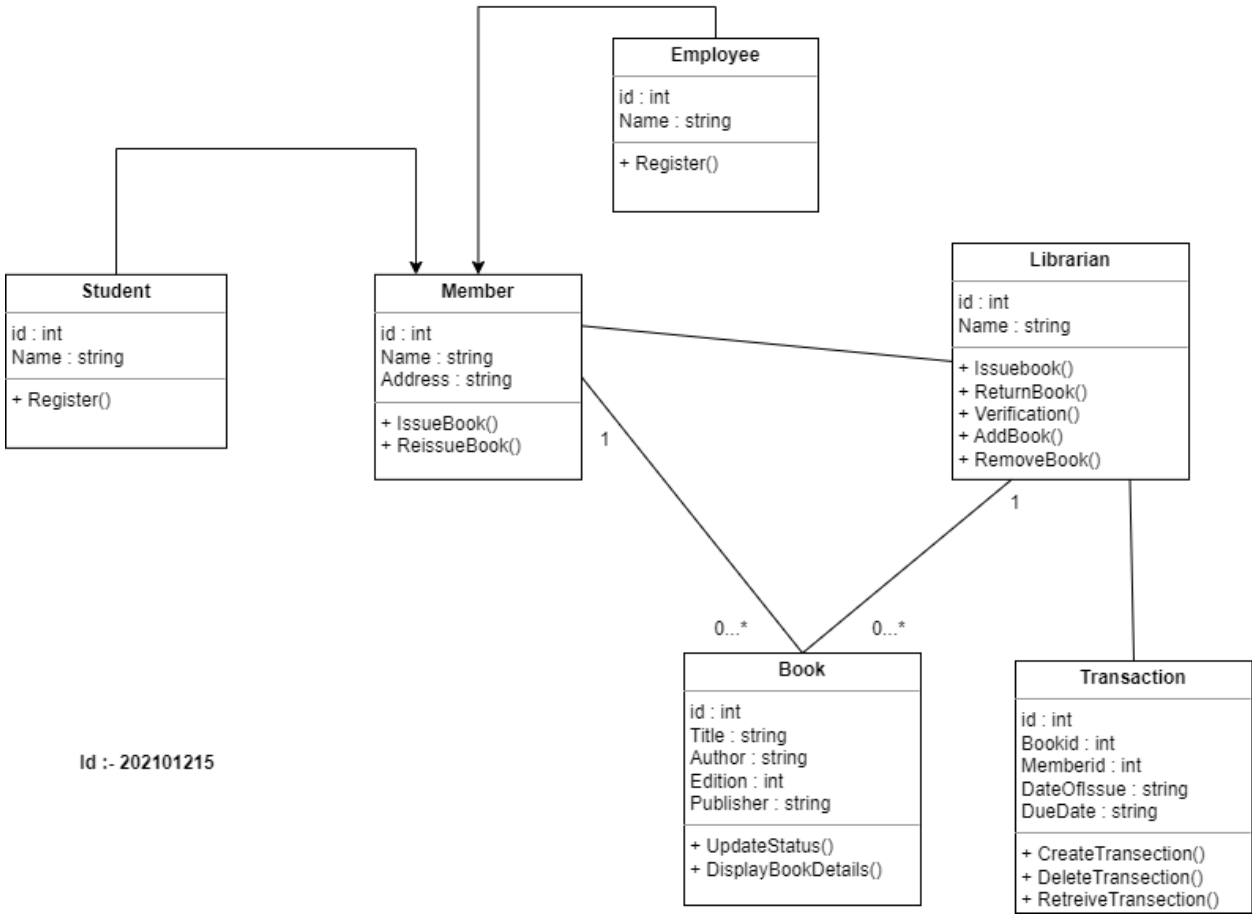 Employee
id : int
Name : string
+ Register()
Student
id : int
Name : string
+ Register()
Member
id : int
Name : string
Address : string
+ IssueBook()
+ ReissueBook()
1
Librarian
id : int
Name : string
+ Issuebook()
+ ReturnBook()
+ Verification()
+ AddBook()
+ RemoveBook()
1
0...*
0...*
Book
id : int
Title : string
Author : string
Edition : int
Publisher : string
+ UpdateStatus()
+ DisplayBookDetails()
Transaction
id : int
Bookid : int
Memberid : int
DateOfIssue : string
DueDate : string
+ CreateTransection()
+ DeleteTransection()
+ RetreiveTransection()
Id :- 202101215